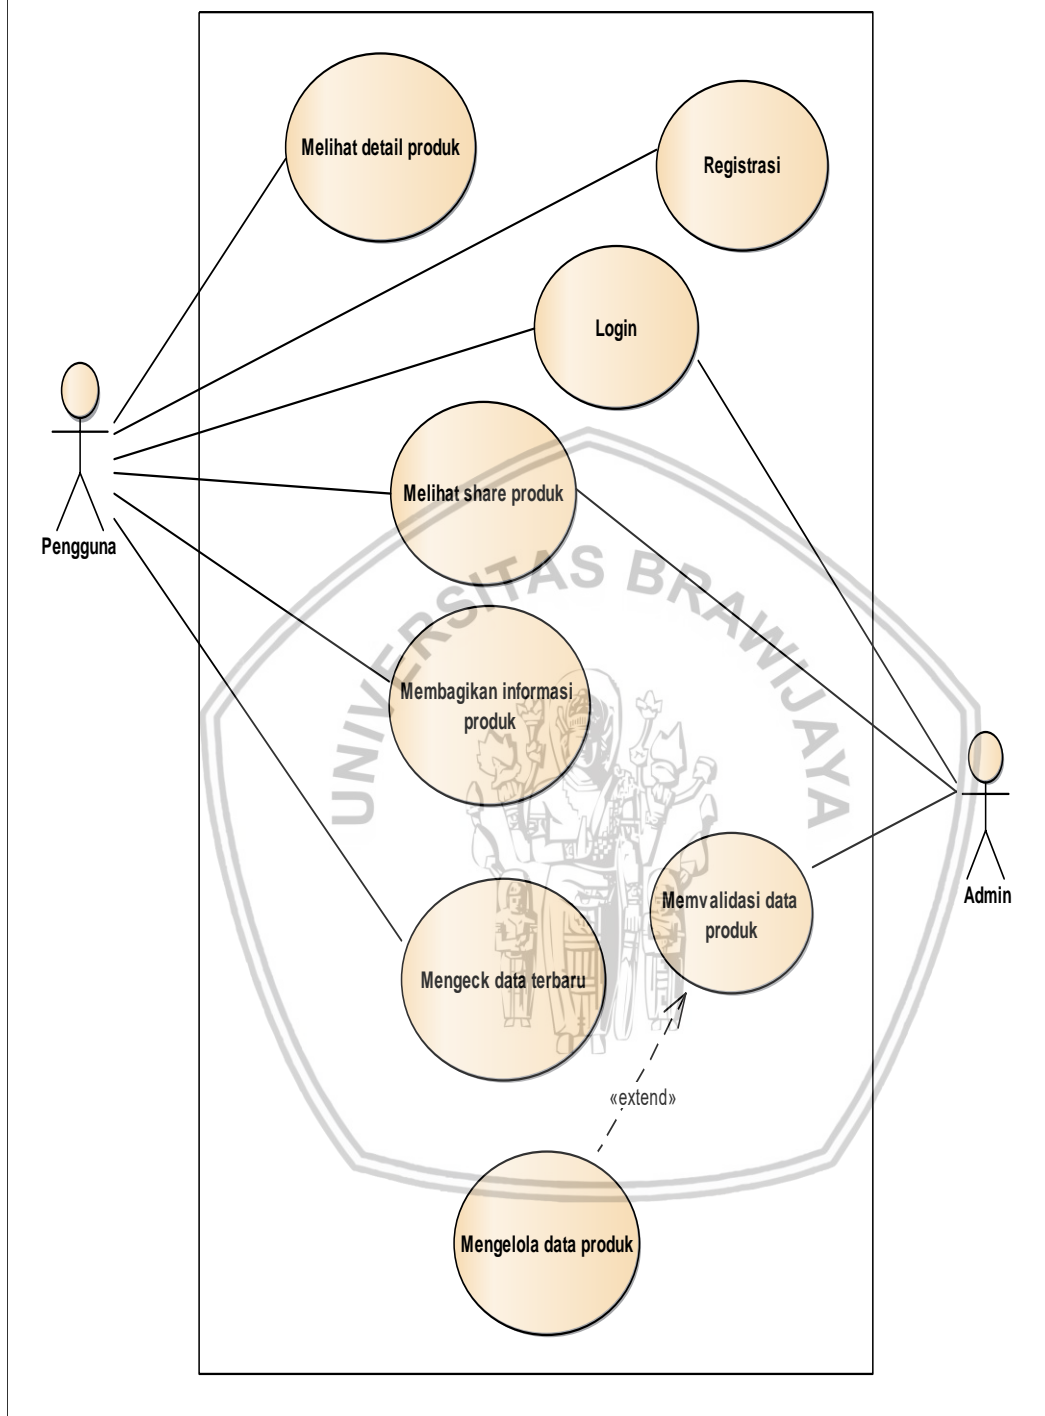 Melihat detail produk
Registrasi
Login
Melihat share produk
Pengguna
UNIVERSITAS BRAWIJAYA
Membagikan informasi
produk
Memvalidasi data
produk
Admin
Mengeck data terbaru
«extend»
Mengelola data produk